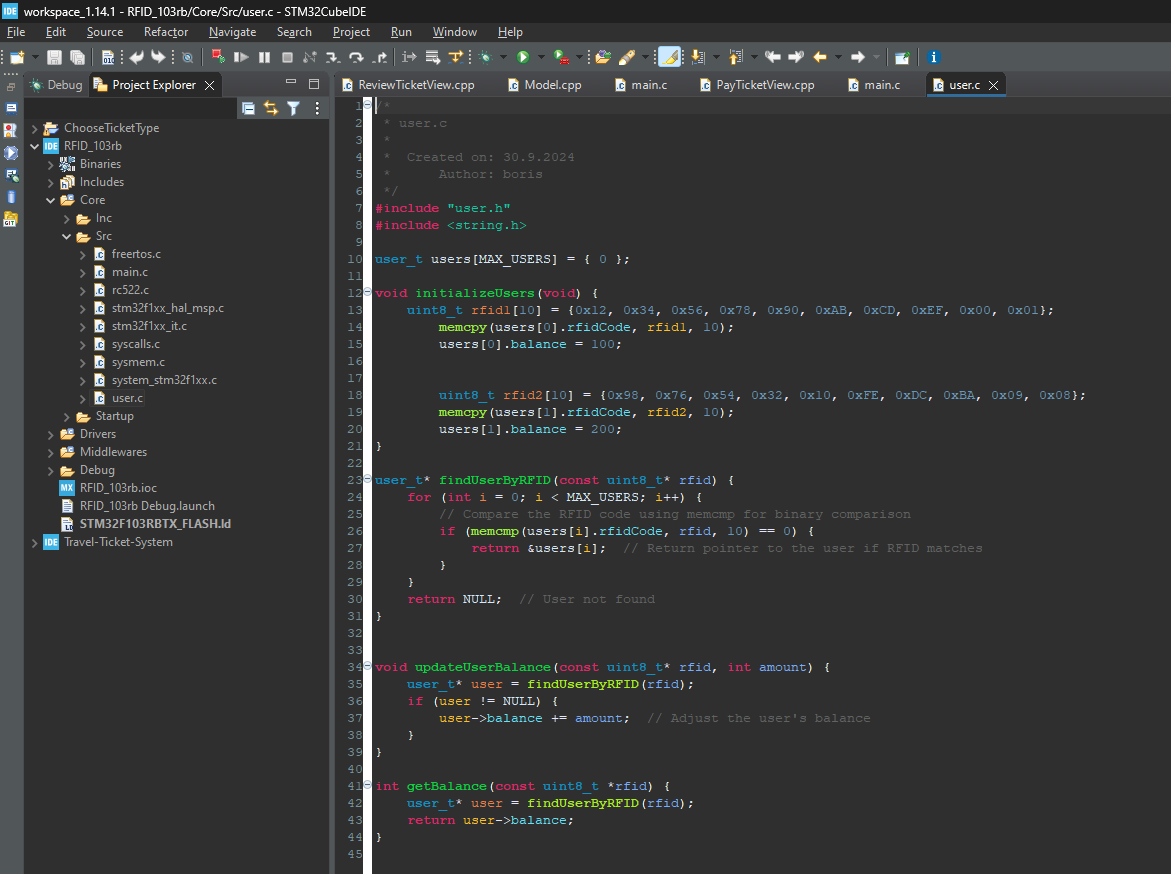 IDE workspace_1.14.1 - RFID_103rb/Core/Src/user.c - STM32CubeIDE
File Edit Source Refactor Navigate Search Project Run Window Help
Debug Project Explorer ReviewTicketView.cpp Model.cpp main.c PayTicketView.cpp main.c user.c
ChooseTicketType
IDE RFID_103rb
Binaries
Includes
Core
Inc
Src
freertos.c
main.c
rc522.c
stm32f1xx_hal_msp.c
stm32f1xx_it.c
syscalls.c
sysmem.c
system_stm32f1xx.c
user.c
Startup
Drivers
Middlewares
Debug
MX RFID_103rb.ioc
RFID_103rb Debug.launch
STM32F103RBTX_FLASH.ld
IDE Travel-Ticket-System
1 /*
2  * user.c
3  *
4  *  Created on: 30.9.2024
5  *      Author: boris
6  */
7 #include "user.h"
8 #include <string.h>
9
10 user_t users[MAX_USERS] = { 0 };
11
12 void initializeUsers(void) {
13     uint8_t rfid1[10] = {0x12, 0x34, 0x56, 0x78, 0x90, 0xAB, 0xCD, 0xEF, 0x00, 0x01};
14         memcpy(users[0].rfidCode, rfid1, 10);
15         users[0].balance = 100;
16
17
18         uint8_t rfid2[10] = {0x98, 0x76, 0x54, 0x32, 0x10, 0xFE, 0xDC, 0xBA, 0x09, 0x08};
19         memcpy(users[1].rfidCode, rfid2, 10);
20         users[1].balance = 200;
21 }
22
23 user_t* findUserByRFID(const uint8_t* rfid) {
24     for (int i = 0; i < MAX_USERS; i++) {
25         // Compare the RFID code using memcmp for binary comparison
26         if (memcmp(users[i].rfidCode, rfid, 10) == 0) {
27             return &users[i];  // Return pointer to the user if RFID matches
28         }
29     }
30     return NULL;  // User not found
31 }
32
33
34 void updateUserBalance(const uint8_t* rfid, int amount) {
35     user_t* user = findUserByRFID(rfid);
36     if (user != NULL) {
37         user->balance += amount;  // Adjust the user's balance
38     }
39 }
40
41 int getBalance(const uint8_t *rfid) {
42     user_t* user = findUserByRFID(rfid);
43     return user->balance;
44 }
45